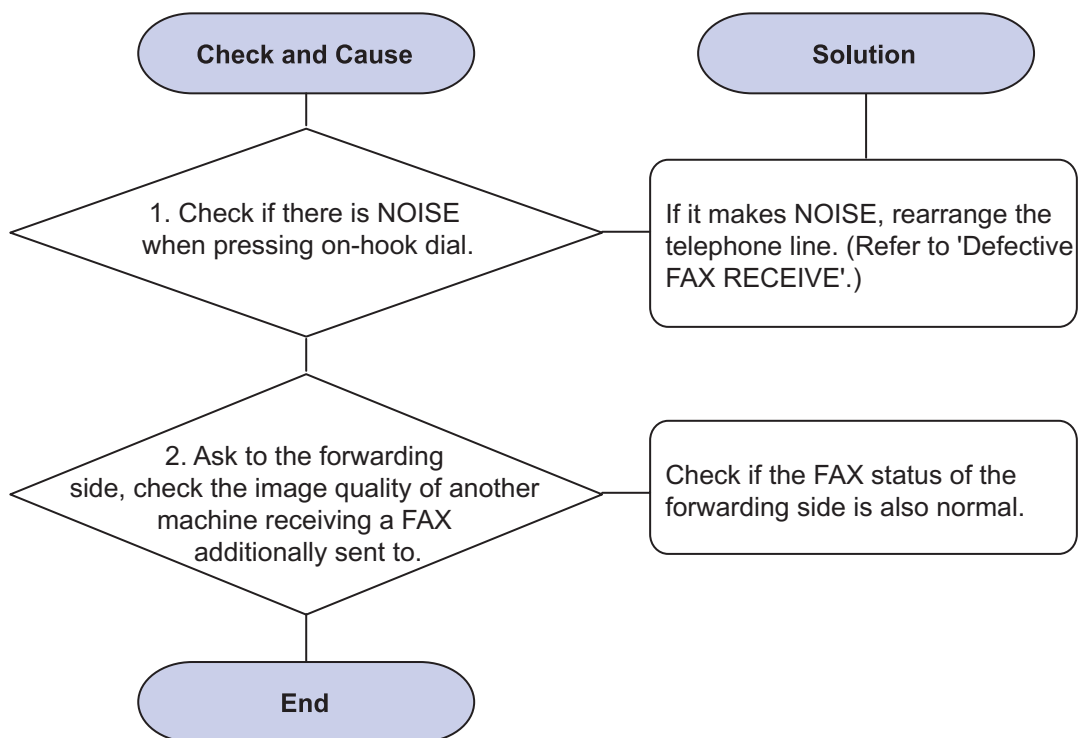 Check and Cause
Solution
1. Check if there is NOISE
when pressing on-hook dial.
If it makes NOISE, rearrange the
telephone line. (Refer to 'Defective
FAX RECEIVE'.)
2. Ask to the forwarding
side, check the image quality of another
machine receiving a FAX
additionally sent to.
Check if the FAX status of the
forwarding side is also normal.
End